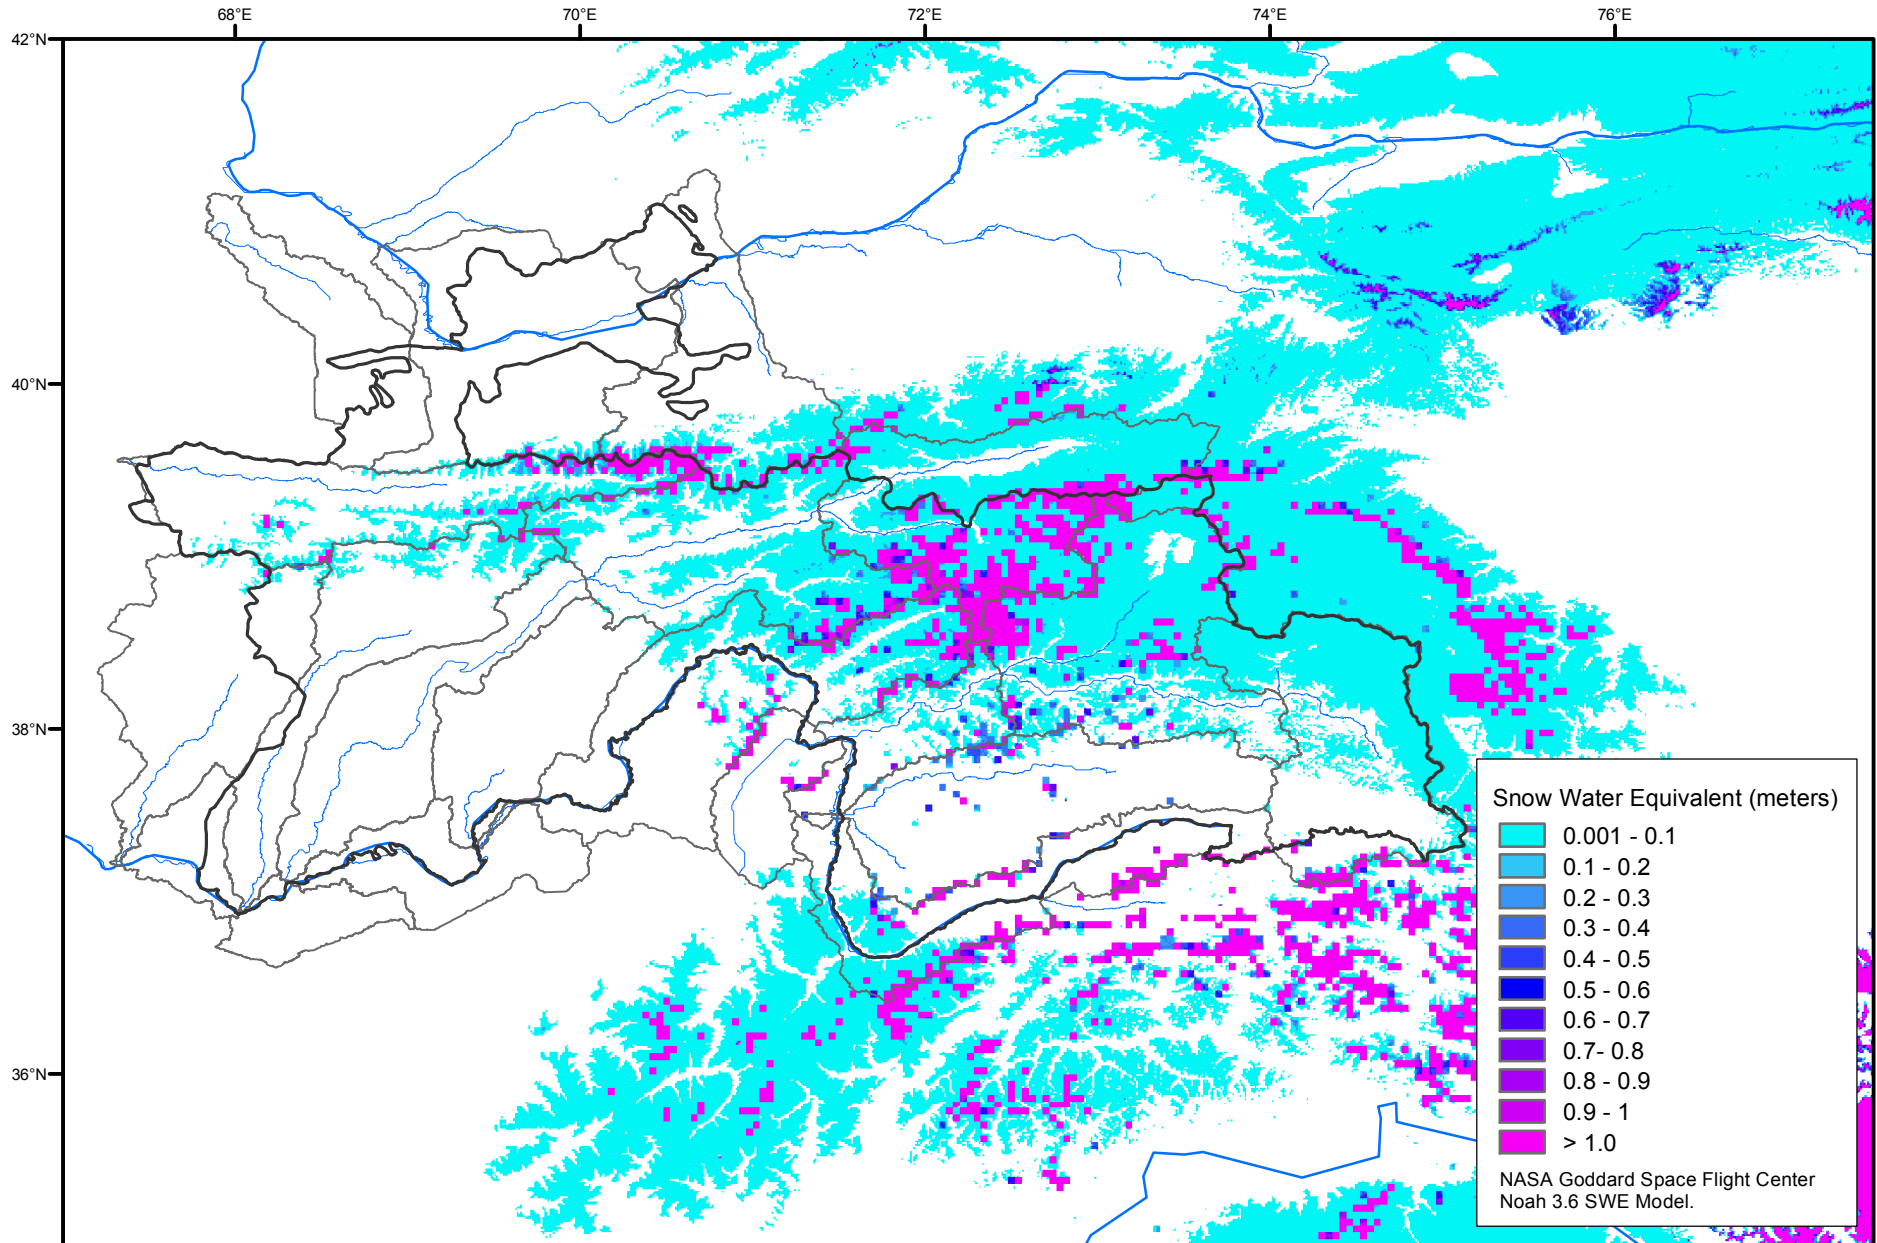 68°E
70°E
72°E
74°E
76°E
42°N
40°N
38°N
36°N
Snow Water Equivalent (meters)
0.001 - 0.1
0.1 - 0.2
0.2 - 0.3
0.3 - 0.4
0.4 - 0.5
0.5 - 0.6
0.6 - 0.7
0.7- 0.8
0.8 - 0.9
0.9 - 1
> 1.0
NASA Goddard Space Flight Center
Noah 3.6 SWE Model.